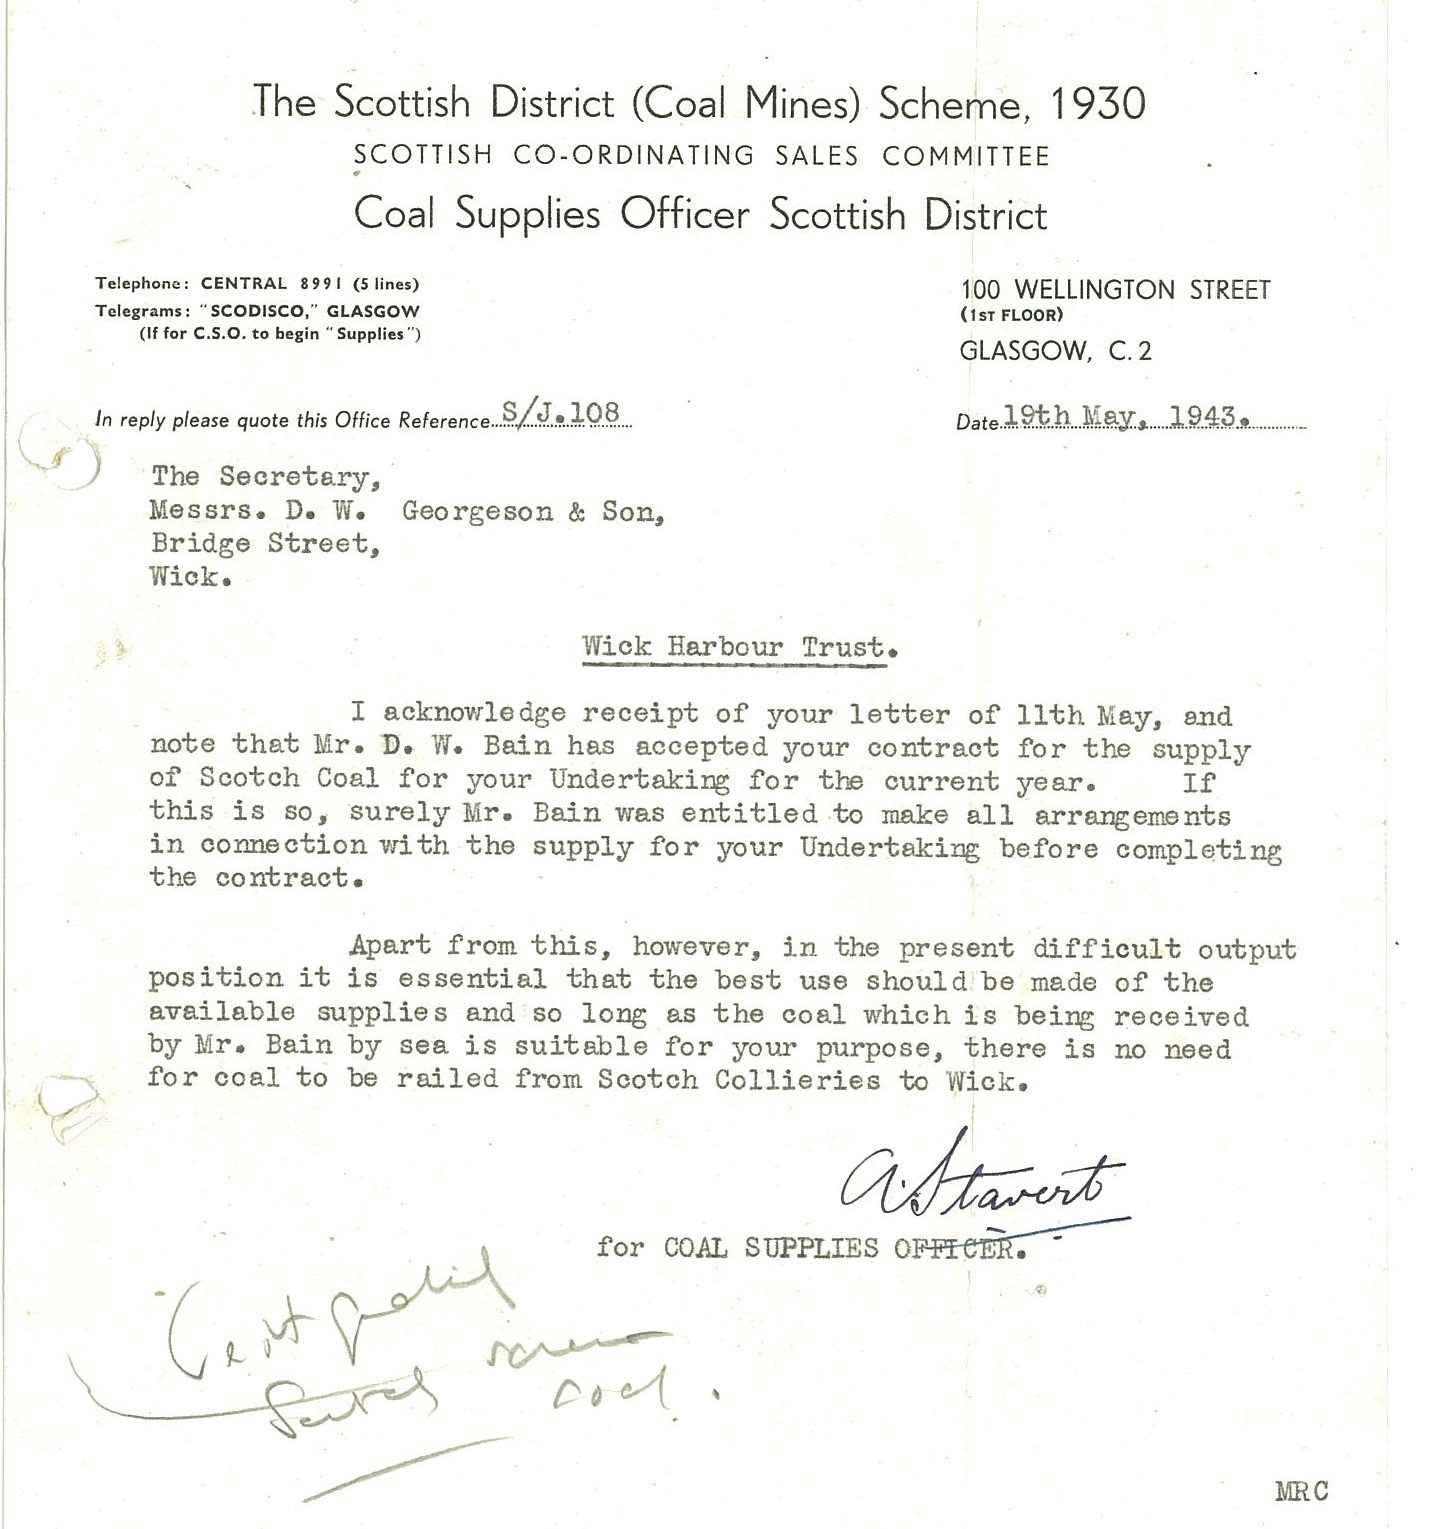 The Scottish District (Coal Mines) Scheme, 1930
SCOTTISH CO-ORDINATING SALES COMMITTEE
Coal Supplies Officer Scottish District
Telephone: CENTRAL 8991 (5 lines)
Telegrams: "SCODISCO," GLASGOW
(If for C.S.O. to begin "Supplies")
100 WELLINGTON STREET
(1ST FLOOR)
GLASGOW, C. 2
In reply please quote this Office Reference S/J.108
Date 19th May, 1943.
The Secretary,
Messrs. D. W. Georgeson & Son,
Bridge Street,
Wick.
Wick Harbour Trust.
I acknowledge receipt of your letter of 11th May, and
note that Mr. D. W. Bain has accepted your contract for the supply
of Scotch Coal for your Undertaking for the current year. If
this is so, surely Mr. Bain was entitled to make all arrangements
in connection with the supply for your Undertaking before completing
the contract.
Apart from this, however, in the present difficult output
position it is essential that the best use should be made of the
available supplies and so long as the coal which is being received
by Mr. Bain by sea is suitable for your purpose, there is no need
for coal to be railed from Scotch Collieries to Wick.
A. Stavert
for COAL SUPPLIES OFFICER.
Best
Scotch
coal.
MRC